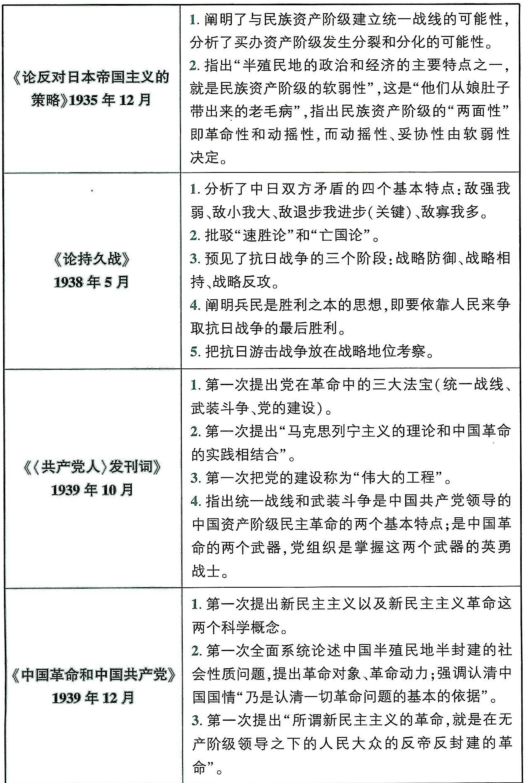 《论反对日本帝国主义的
策略》1935 年 12 月
1. 阐明了与民族资产阶级建立统一战线的可能性,
分析了买办资产阶级发生分裂和分化的可能性。
2. 指出“半殖民地的政治和经济的主要特点之一,
就是民族资产阶级的软弱性”,这是“他们从娘肚子
带出来的老毛病”,指出民族资产阶级的“两面性”
即革命性和动摇性,而动摇性、妥协性由软弱性
决定。
《论持久战》
1938 年 5 月
1. 分析了中日双方矛盾的四个基本特点:敌强我
弱、敌小我大、敌退步我进步(关键)、敌寡我多。
2. 批驳“速胜论”和“亡国论”。
3. 预见了抗日战争的三个阶段:战略防御、战略相
持、战略反攻。
4. 阐明兵民是胜利之本的思想,即要依靠人民来争
取抗日战争的最后胜利。
5. 把抗日游击战争放在战略地位考察。
《〈共产党人〉发刊词》
1939 年 10 月
1. 第一次提出党在革命中的三大法宝(统一战线、
武装斗争、党的建设)。
2. 第一次提出“马克思列宁主义的理论和中国革命
的实践相结合”。
3. 第一次把党的建设称为“伟大的工程”。
4. 指出统一战线和武装斗争是中国共产党领导的
中国资产阶级民主革命的两个基本特点;是中国革
命的两个武器,党组织是掌握这两个武器的英勇
战士。
《中国革命和中国共产党》
1939 年 12 月
1. 第一次提出新民主主义以及新民主主义革命这
两个科学概念。
2. 第一次全面系统论述中国半殖民地半封建的社
会性质问题,提出革命对象、革命动力;强调认清中
国国情“乃是认清一切革命问题的基本的依据”。
3. 第一次提出“所谓新民主主义的革命,就是在无
产阶级领导之下的人民大众的反帝反封建的革
命”。